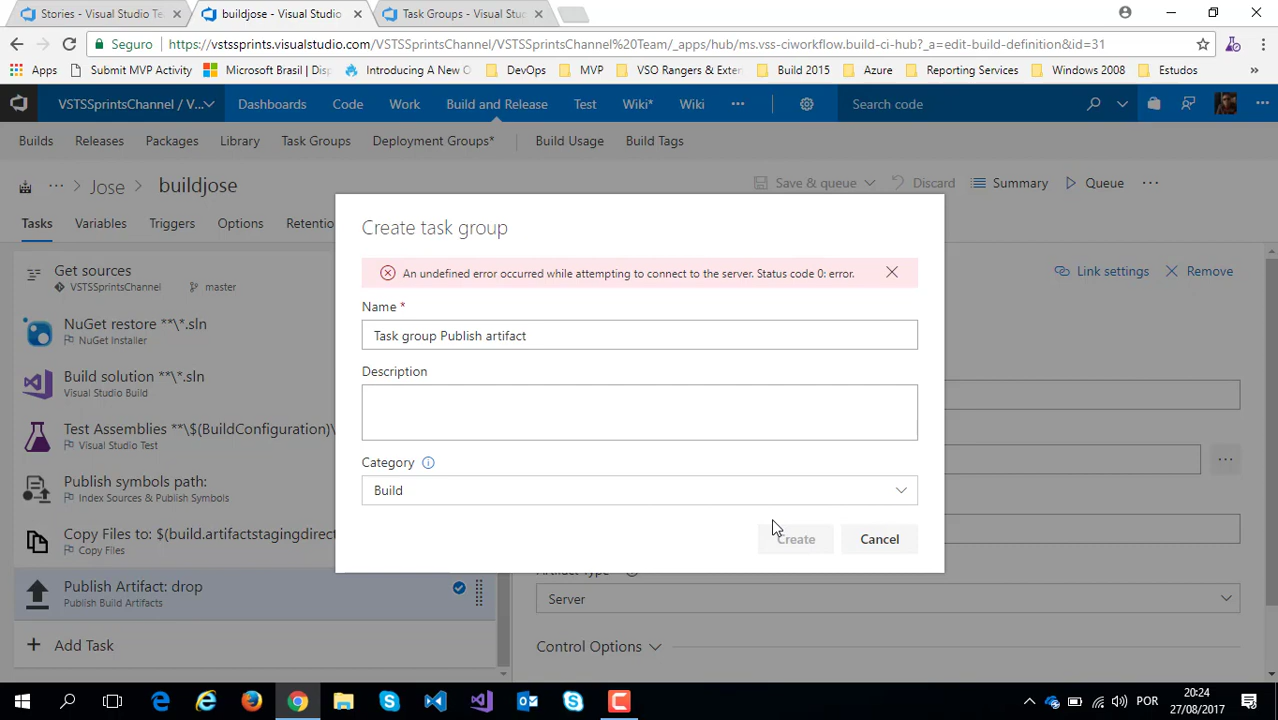 Stories - Visual Studio Te
buildjose - Visual Studio
Task Groups - Visual Stud
Seguro https://vstssprints.visualstudio.com/VSTSSprintsChannel/VSTSSprintsChannel%20Team/_apps/hub/ms.vss-ciworkflow.build-ci-hub?_a=edit-build-definition&id=31
Apps Submit MVP Activity Microsoft Brasil | Disp Introducing A New C DevOps MVP VSO Rangers & Exter Build 2015 Azure Reporting Services Windows 2008 Estudos »
VSTSSprintsChannel / V... Dashboards Code Work Build and Release Test Wiki* Wiki ··· Search code ···
Builds Releases Packages Library Task Groups Deployment Groups* Build Usage Build Tags
··· > Jose > buildjose Save & queue Discard Summary Queue ···
Tasks Variables Triggers Options Retentio
Get sources
VSTSSprintsChannel master
NuGet restore **\*.sln
NuGet Installer
Build solution **\*.sln
Visual Studio Build
Test Assemblies **\$(BuildConfiguration)\
Visual Studio Test
Publish symbols path:
Index Sources & Publish Symbols
Copy Files to: $(build.artifactstagingdirect
Copy Files
Publish Artifact: drop
Publish Build Artifacts
+ Add Task
Create task group
An undefined error occurred while attempting to connect to the server. Status code 0: error.
Name *
Task group Publish artifact
Description
Category
Build
Create Cancel
Link settings Remove
···
Server
Control Options
POR
20:24
27/08/2017